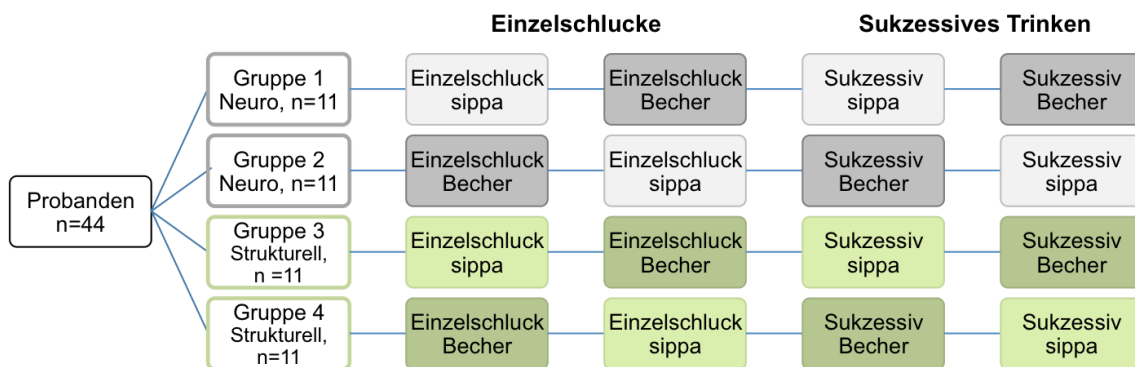 Einzelschlucke
Sukzessives Trinken
Probanden
n=44
Gruppe 1
Neuro, n=11
Einzelschluck
sippa
Einzelschluck
Becher
Sukzessiv
sippa
Sukzessiv
Becher
Gruppe 2
Neuro, n=11
Einzelschluck
Becher
Einzelschluck
sippa
Sukzessiv
Becher
Sukzessiv
sippa
Gruppe 3
Strukturell,
n =11
Einzelschluck
sippa
Einzelschluck
Becher
Sukzessiv
sippa
Sukzessiv
Becher
Gruppe 4
Strukturell,
n=11
Einzelschluck
Becher
Einzelschluck
sippa
Sukzessiv
Becher
Sukzessiv
sippa